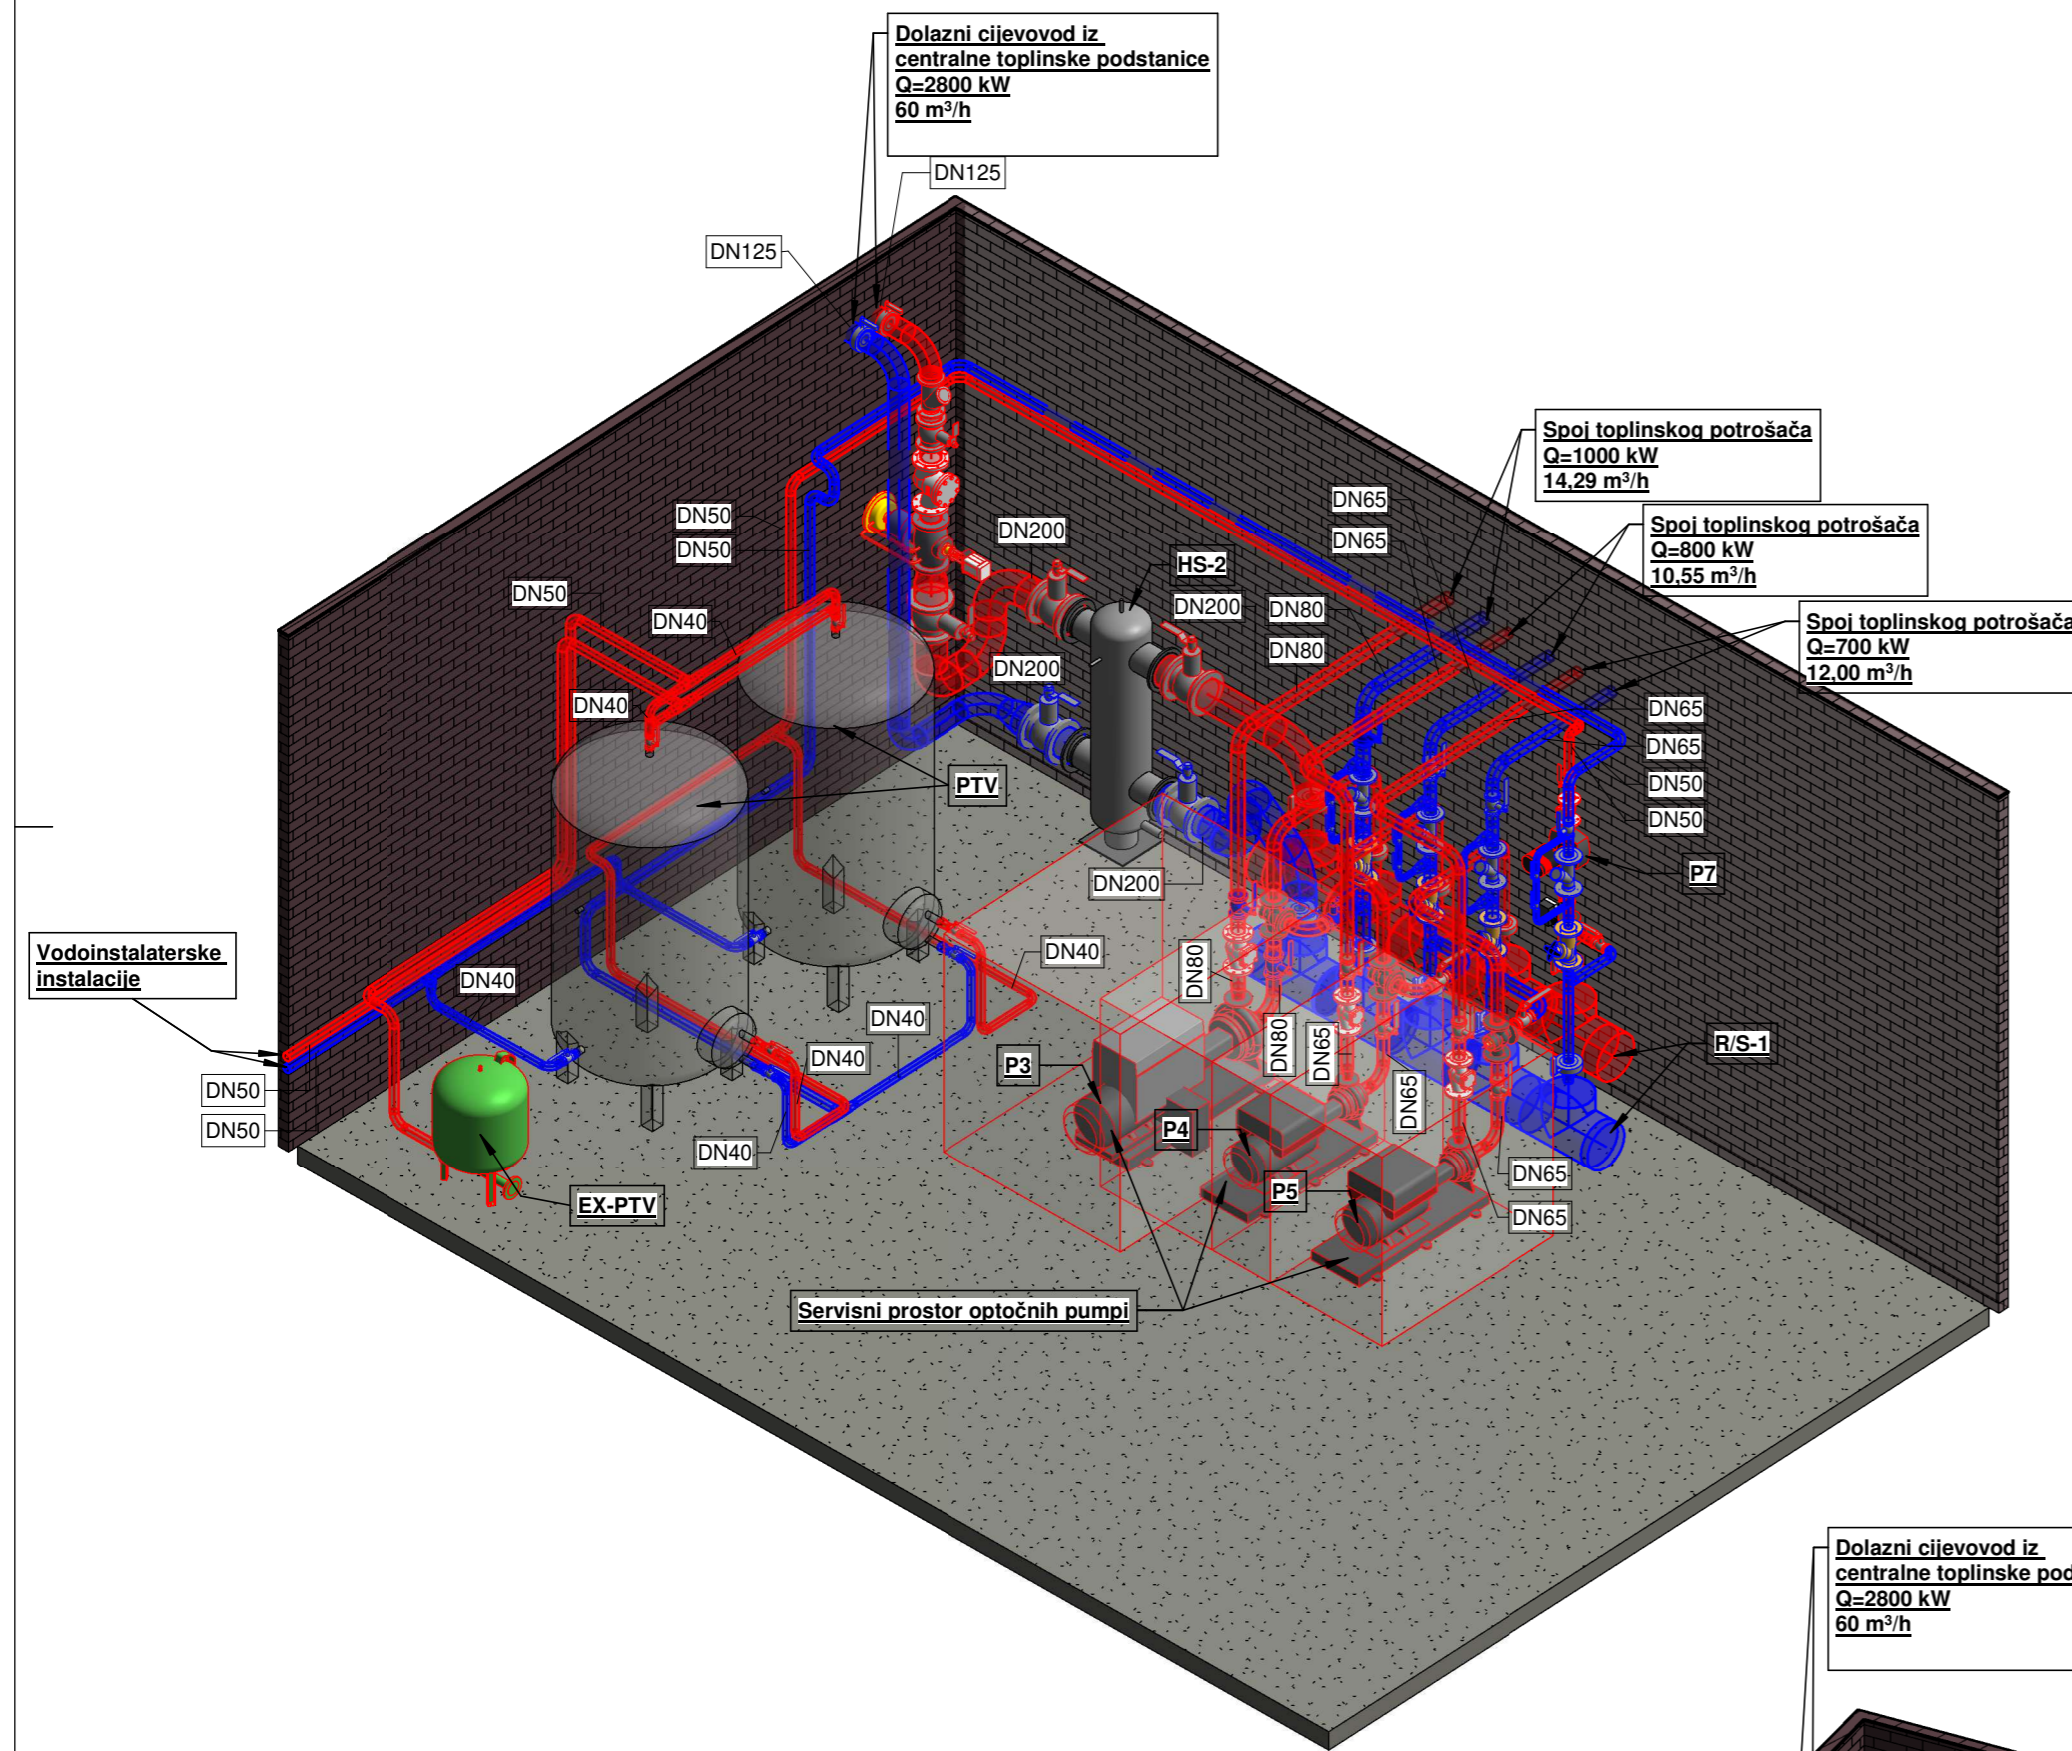 Dolazni cijevovod iz
centralne toplinske podstanice
Q=2800 kW
60 m³/h
DN125
DN125
Spoj toplinskog potrošača
Q=1000 kW
14,29 m³/h
DN65
DN65
Spoj toplinskog potrošača
Q=800 kW
10,55 m³/h
DN50
DN50
DN200
HS-2
DN200
DN80
DN80
Spoj toplinskog potrošača
Q=700 kW
12,00 m³/h
DN50
DN40
DN40
DN200
DN65
DN65
DN50
DN50
PTV
P7
DN200
Vodoinstalaterske
instalacije
DN40
DN40
DN80
DN40
DN80
DN65
DN40
R/S-1
P3
DN65
P4
DN50
DN50
DN40
P5
DN65
DN65
EX-PTV
Servisni prostor optočnih pumpi
Dolazni cijevovod iz
centralne toplinske pod
Q=2800 kW
60 m³/h